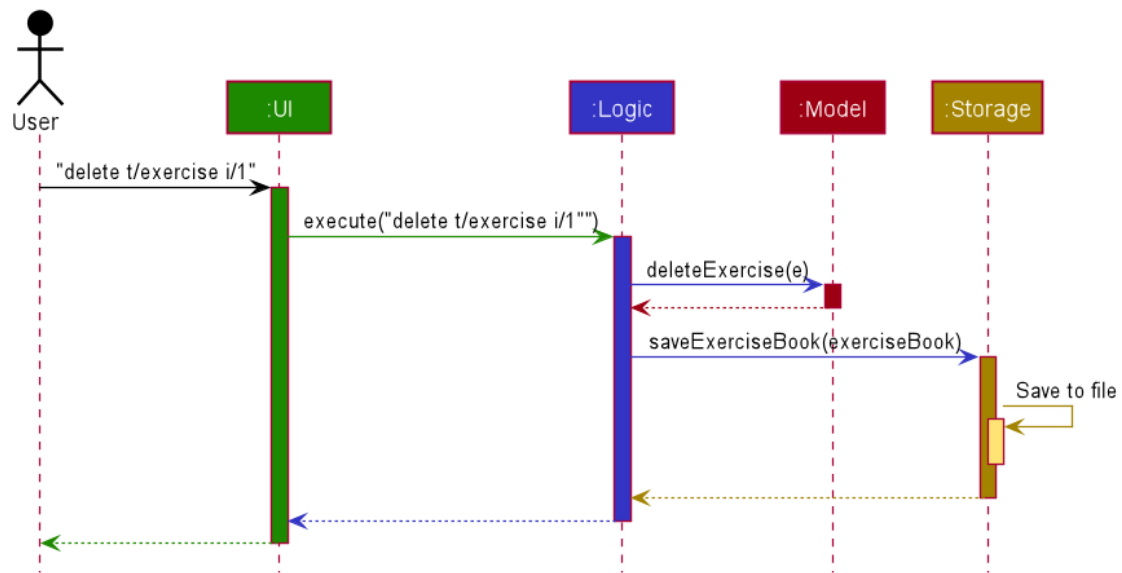 User
:UI
:Logic
:Model
:Storage
"delete t/exercise i/1"
execute("delete t/exercise i/1"")
deleteExercise(e)
saveExerciseBook(exerciseBook)
Save to file